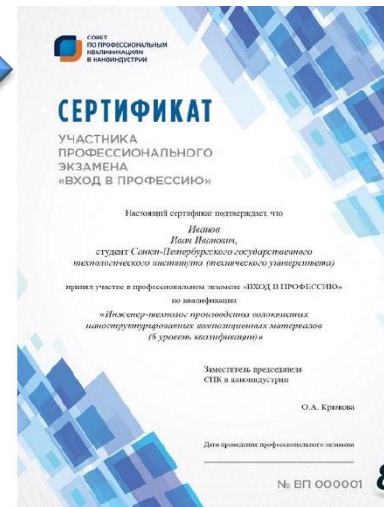 СОВЕТ
ПО ПРОФЕССИОНАЛЬНЫМ
КВАЛИФИКАЦИЯМ
В НАНОИНДУСТРИИ
СЕРТИФИКАТ
УЧАСТНИКА
ПРОФЕССИОНАЛЬНОГО
ЭКЗАМЕНА
«ВХОД В ПРОФЕССИЮ»
Настоящий сертификат подтверждает, что
Иванов
Иван Иванович,
студент Санкт-Петербургского государственного
технологического института (технического университета)
принял участие в профессиональном экзамене «ВХОД В ПРОФЕССИЮ»
по квалификации
«Инженер-технолог производства волокнистых
наноструктурированных композиционных материалов
(6 уровень квалификации)»
Заместитель председателя
СПК в наноиндустрии
О.А. Крюкова
Дата проведения профессионального экзамена
№ ВП 000001
8